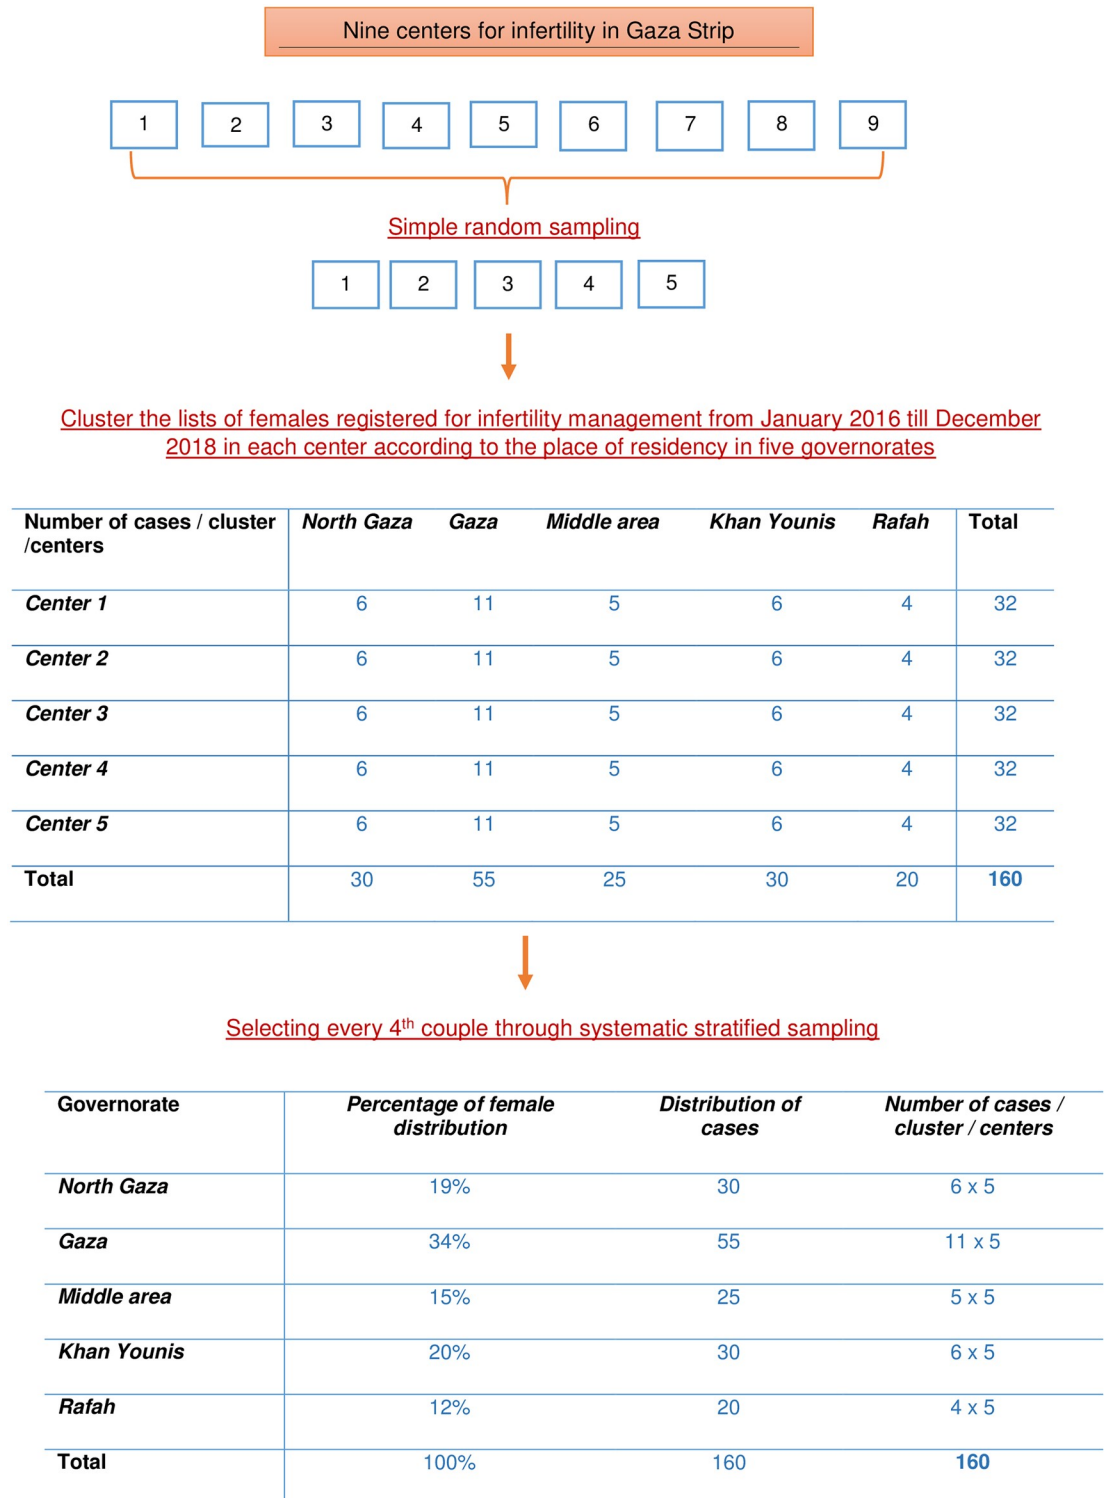 Nine centers for infertility in Gaza Strip
1 2 3 4 5 6 7 8 9
Simple random sampling
1 2 3 4 5
Cluster the lists of females registered for infertility management from January 2016 till December
2018 in each center according to the place of residency in five governorates
Number of cases / cluster North Gaza Gaza Middle area Khan Younis Rafah Total
/centers
Center 1 6 11 5 6 4 32
Center 2 6 11 5 6 4 32
Center 3 6 11 5 6 4 32
Center 4 6 11 5 6 4 32
Center 5 6 11 5 6 4 32
Total 30 55 25 30 20 160
Selecting every 4th couple through systematic stratified sampling
Governorate Percentage of female Distribution of Number of cases /
distribution cases cluster / centers
North Gaza 19% 30 6 x 5
Gaza 34% 55 11 x 5
Middle area 15% 25 5 x 5
Khan Younis 20% 30 6 x 5
Rafah 12% 20 4 x 5
Total 100% 160 160